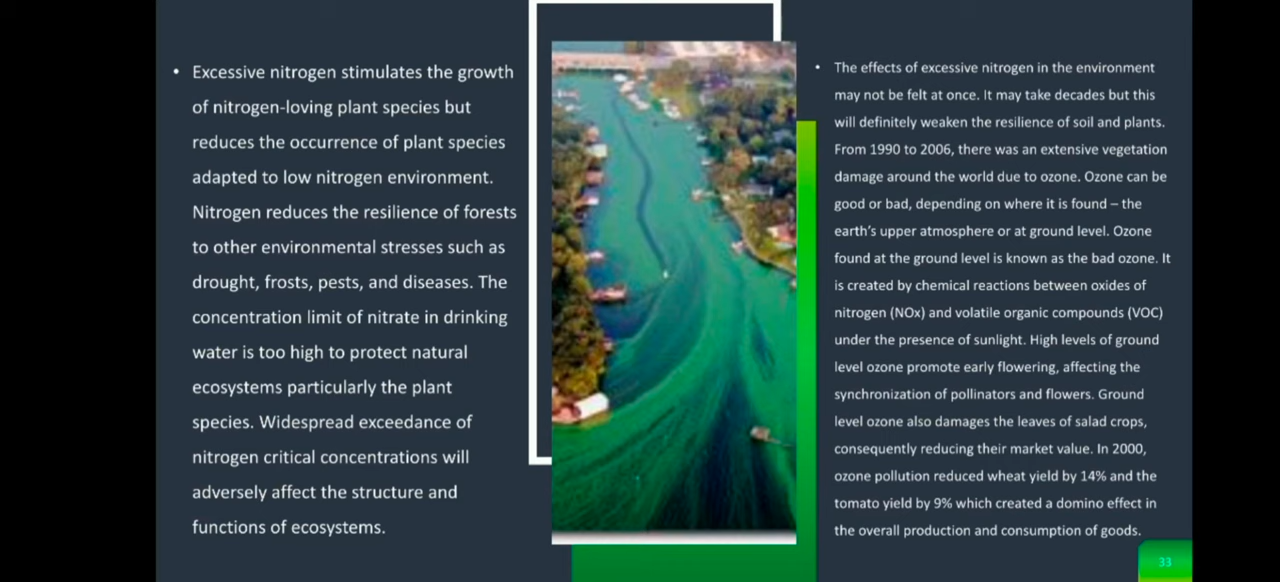 • Excessive nitrogen stimulates the growth
of nitrogen-loving plant species but
reduces the occurrence of plant species
adapted to low nitrogen environment.
Nitrogen reduces the resilience of forests
to other environmental stresses such as
drought, frosts, pests, and diseases. The
concentration limit of nitrate in drinking
water is too high to protect natural
ecosystems particularly the plant
species. Widespread exceedance of
nitrogen critical concentrations will
adversely affect the structure and
functions of ecosystems.
• The effects of excessive nitrogen in the environment
may not be felt at once. It may take decades but this
will definitely weaken the resilience of soil and plants.
From 1990 to 2006, there was an extensive vegetation
damage around the world due to ozone. Ozone can be
good or bad, depending on where it is found – the
earth's upper atmosphere or at ground level. Ozone
found at the ground level is known as the bad ozone. It
is created by chemical reactions between oxides of
nitrogen (NOx) and volatile organic compounds (VOC)
under the presence of sunlight. High levels of ground
level ozone promote early flowering, affecting the
synchronization of pollinators and flowers. Ground
level ozone also damages the leaves of salad crops,
consequently reducing their market value. In 2000,
ozone pollution reduced wheat yield by 14% and the
tomato yield by 9% which created a domino effect in
the overall production and consumption of goods.
33